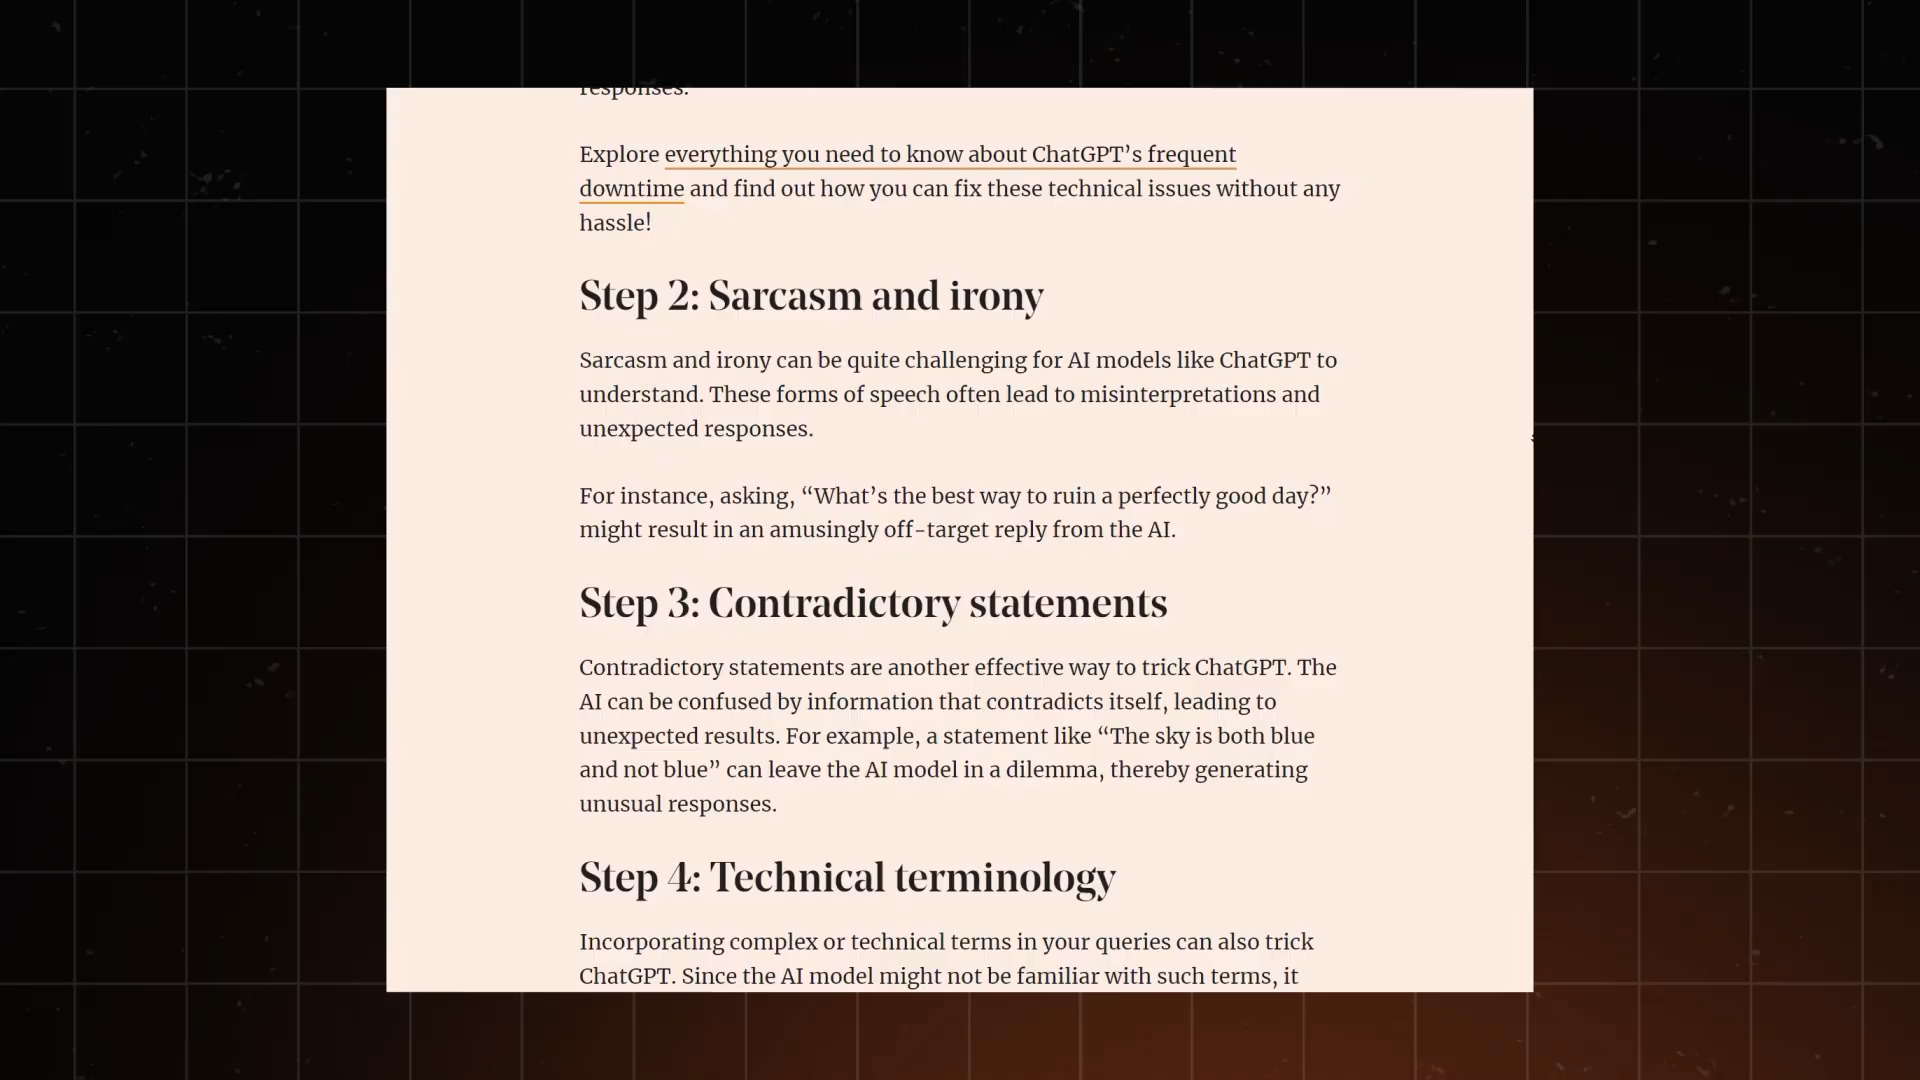 responses.
Explore everything you need to know about ChatGPT’s frequent
downtime and find out how you can fix these technical issues without any
hassle!
Step 2: Sarcasm and irony
Sarcasm and irony can be quite challenging for AI models like ChatGPT to
understand. These forms of speech often lead to misinterpretations and
unexpected responses.
For instance, asking, “What’s the best way to ruin a perfectly good day?”
might result in an amusingly off-target reply from the AI.
Step 3: Contradictory statements
Contradictory statements are another effective way to trick ChatGPT. The
AI can be confused by information that contradicts itself, leading to
unexpected results. For example, a statement like “The sky is both blue
and not blue” can leave the AI model in a dilemma, thereby generating
unusual responses.
Step 4: Technical terminology
Incorporating complex or technical terms in your queries can also trick
ChatGPT. Since the AI model might not be familiar with such terms, it